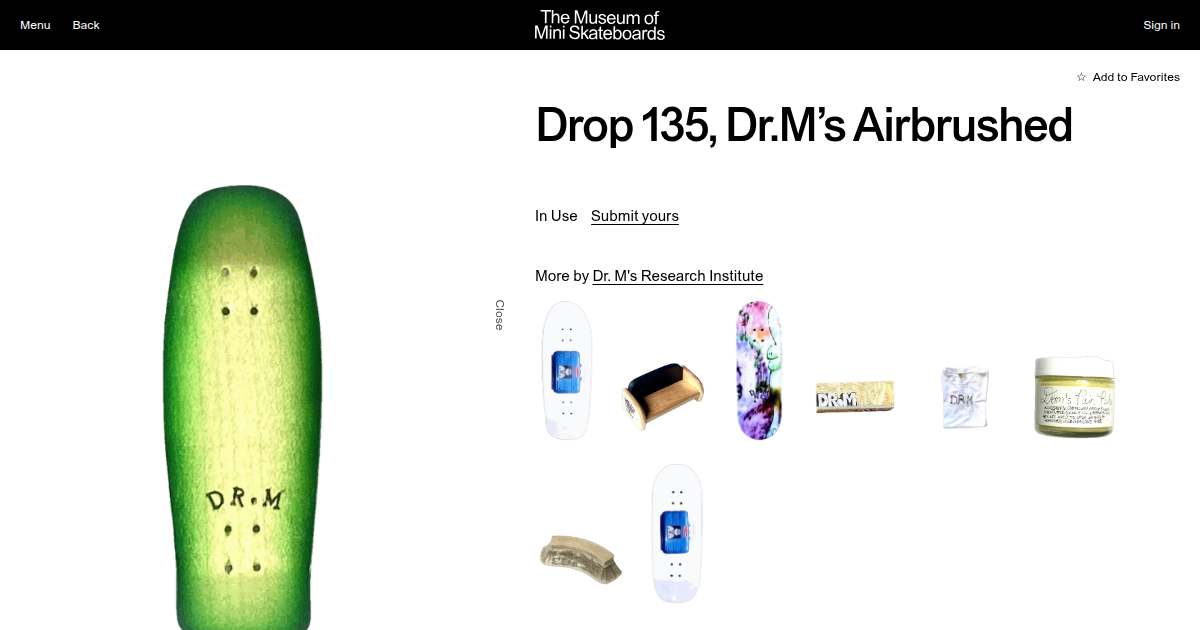 Menu
Back
The Museum of
Mini Skateboards
Sign in
☆ Add to Favorites
Drop 135, Dr.M’s Airbrushed
In Use
Submit yours
More by Dr. M's Research Institute
Close
DR.M
DR.M
DR.M